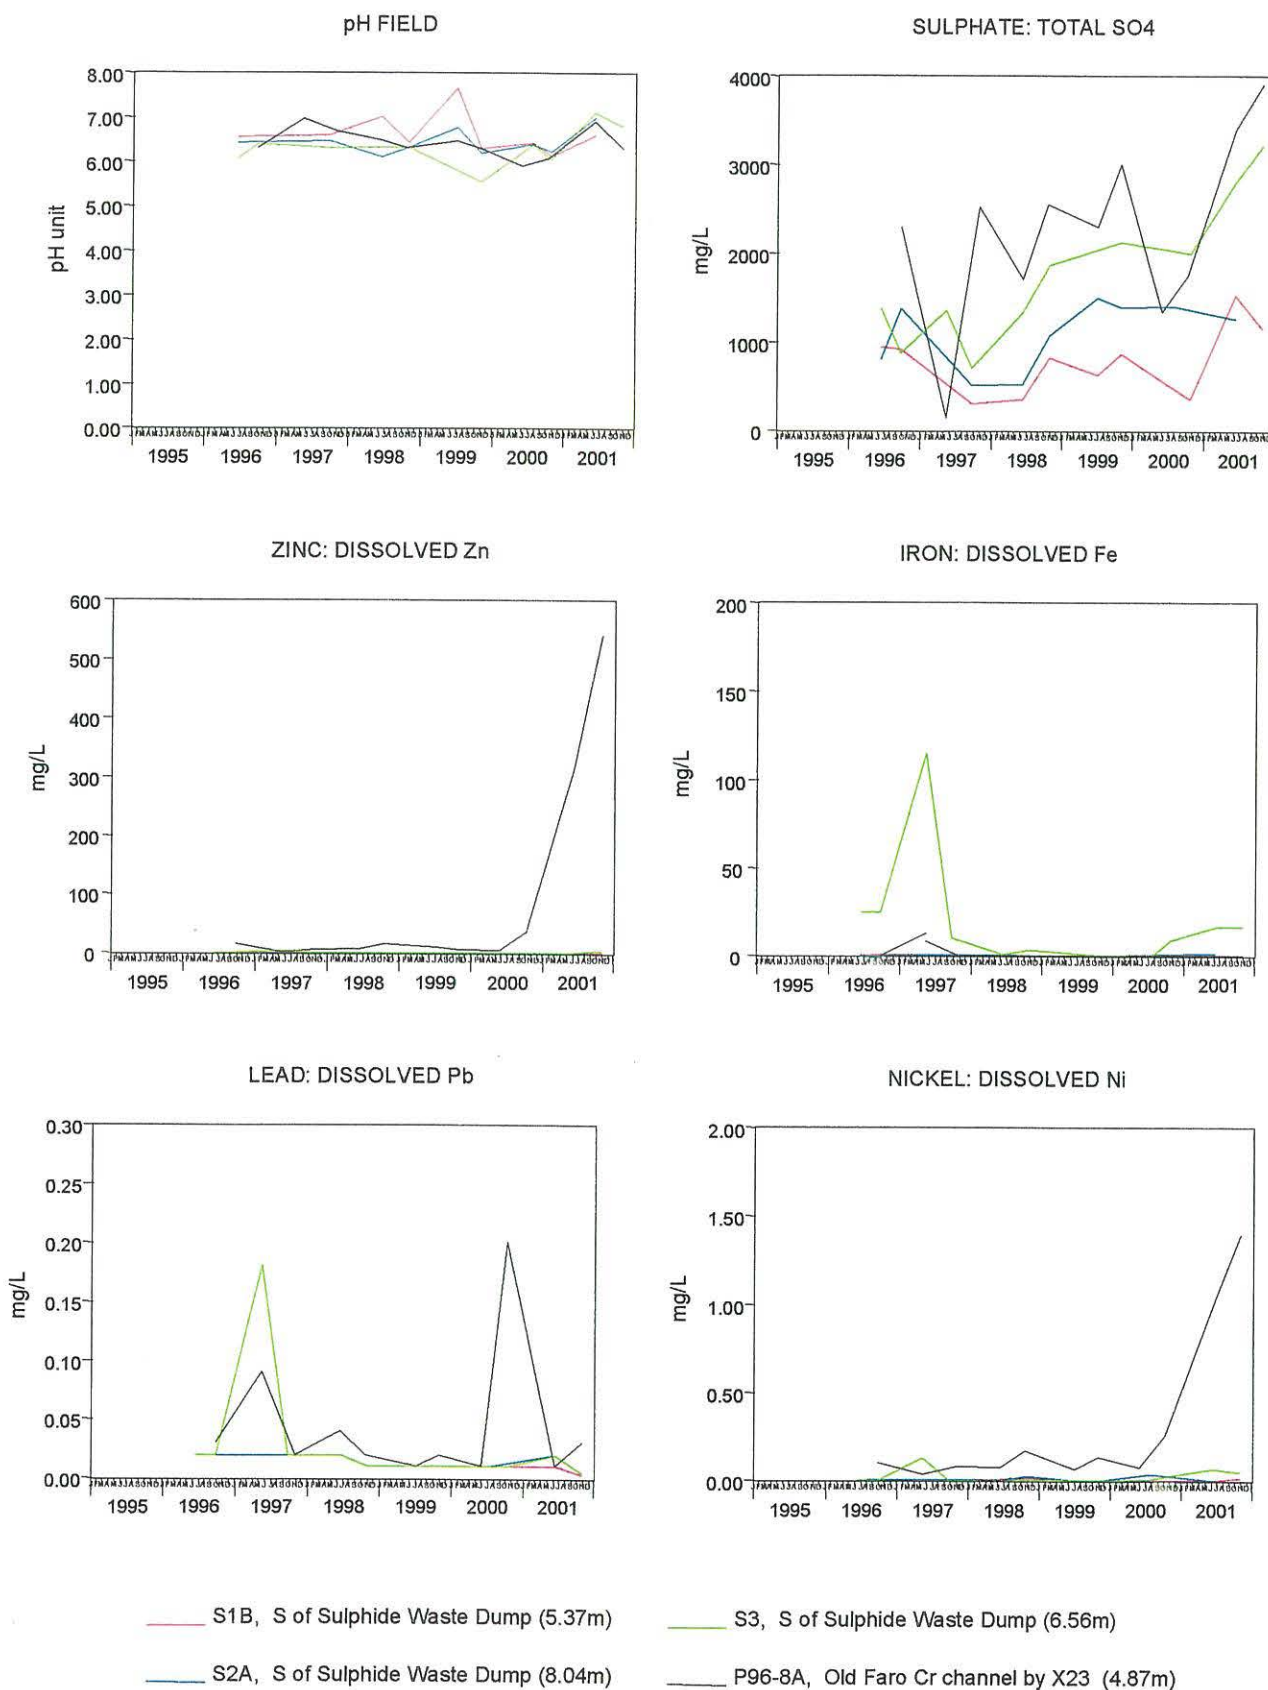 pH FIELD
SULPHATE: TOTAL SO4
8.00
7.00
6.00
5.00
4.00
3.00
2.00
1.00
0.00
pH unit
1995 1996 1997 1998 1999 2000 2001
4000
3000
2000
1000
0
mg/L
1995 1996 1997 1998 1999 2000 2001
ZINC: DISSOLVED Zn
IRON: DISSOLVED Fe
600
500
400
300
200
100
0
mg/L
1995 1996 1997 1998 1999 2000 2001
200
150
100
50
0
mg/L
1995 1996 1997 1998 1999 2000 2001
LEAD: DISSOLVED Pb
NICKEL: DISSOLVED Ni
0.30
0.25
0.20
0.15
0.10
0.05
0.00
mg/L
1995 1996 1997 1998 1999 2000 2001
2.00
1.50
1.00
0.50
0.00
mg/L
1995 1996 1997 1998 1999 2000 2001
S1B, S of Sulphide Waste Dump (5.37m)
S3, S of Sulphide Waste Dump (6.56m)
S2A, S of Sulphide Waste Dump (8.04m)
P96-8A, Old Faro Cr channel by X23 (4.87m)